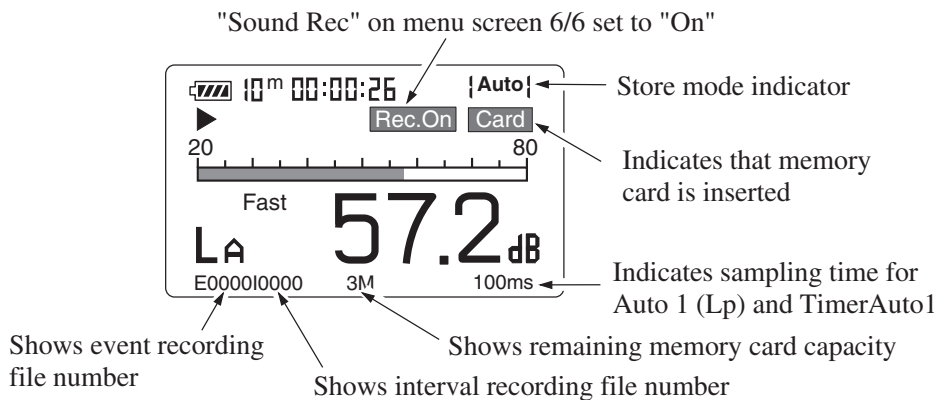 "Sound Rec" on menu screen 6/6 set to "On"
10m 00:00:26 Auto
Store mode indicator
Rec.On Card
20 80
Indicates that memory
card is inserted
Fast
LA 57.2 dB
E0000I0000 3M 100ms
Indicates sampling time for
Auto 1 (Lp) and TimerAuto1
Shows event recording
file number
Shows remaining memory card capacity
Shows interval recording file number